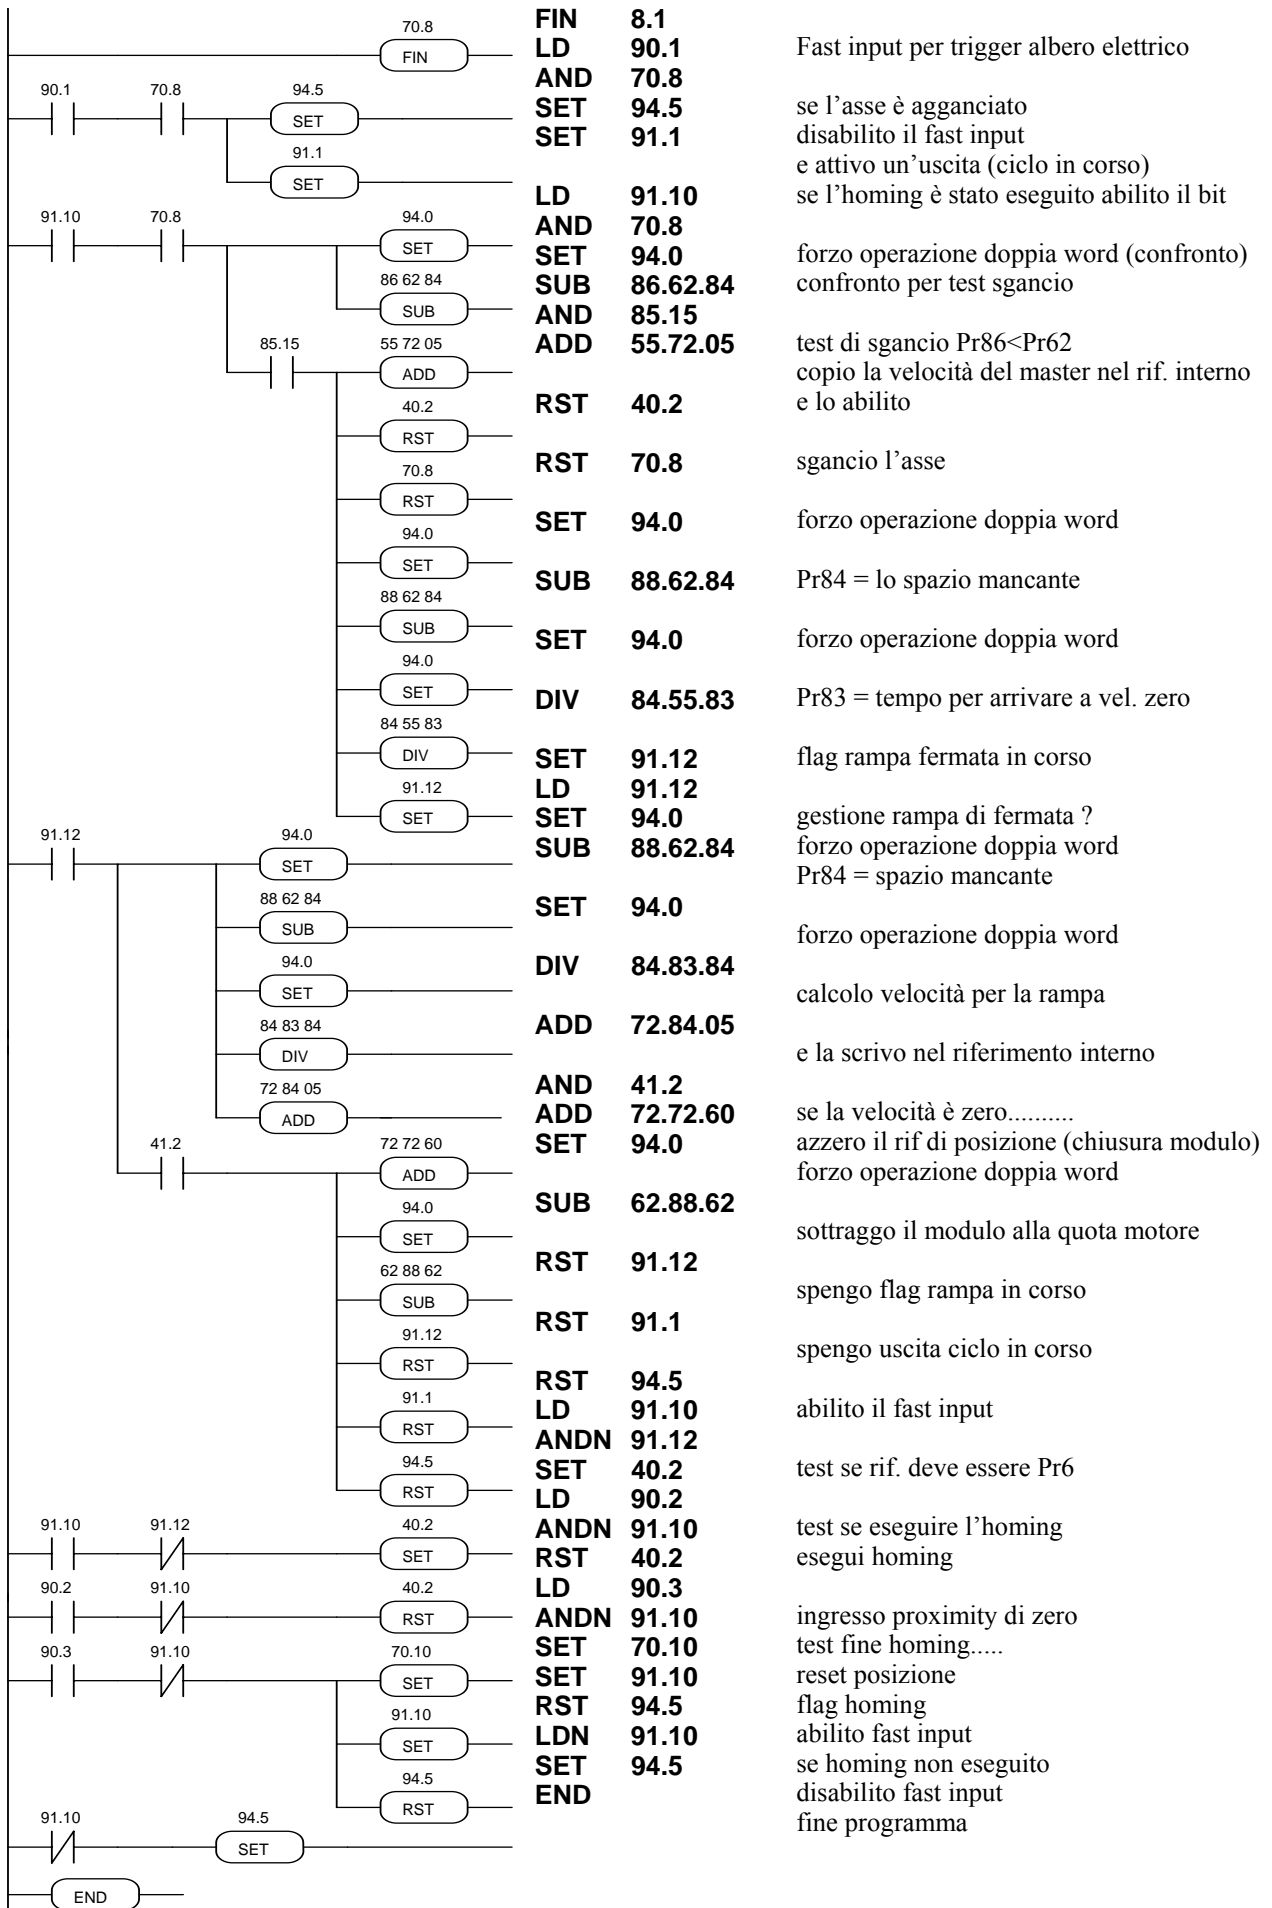 70.8
FIN
90.1 70.8 94.5
SET
91.1
SET
91.10 70.8 94.0
SET
86 62 84
SUB
85.15 55 72 05
ADD
40.2
RST
70.8
RST
94.0
SET
88 62 84
SUB
94.0
SET
84 55 83
DIV
91.12
SET
91.12 94.0
SET
88 62 84
SUB
94.0
SET
84 83 84
DIV
72 84 05
ADD
41.2 72 72 60
ADD
94.0
SET
62 88 62
SUB
91.12
RST
91.1
RST
94.5
RST
91.10 91.12 40.2
SET
90.2 91.10 40.2
RST
90.3 91.10 70.10
SET
91.10
SET
94.5
RST
91.10 94.5
SET
END
FIN 8.1
LD 90.1
AND 70.8
SET 94.5
SET 91.1
LD 91.10
AND 70.8
SET 94.0
SUB 86.62.84
AND 85.15
ADD 55.72.05
RST 40.2
RST 70.8
SET 94.0
SUB 88.62.84
SET 94.0
DIV 84.55.83
SET 91.12
LD 91.12
SET 94.0
SUB 88.62.84
SET 94.0
DIV 84.83.84
ADD 72.84.05
AND 41.2
ADD 72.72.60
SET 94.0
SUB 62.88.62
RST 91.12
RST 91.1
RST 94.5
LD 91.10
ANDN 91.12
SET 40.2
LD 90.2
ANDN 91.10
RST 40.2
LD 90.3
ANDN 91.10
SET 70.10
SET 91.10
RST 94.5
LDN 91.10
SET 94.5
END
Fast input per trigger albero elettrico
se l’asse è agganciato
disabilito il fast input
e attivo un’uscita (ciclo in corso)
se l’homing è stato eseguito abilito il bit
forzo operazione doppia word (confronto)
confronto per test sgancio
test di sgancio Pr86<Pr62
copio la velocità del master nel rif. interno
e lo abilito
sgancio l’asse
forzo operazione doppia word
Pr84 = lo spazio mancante
forzo operazione doppia word
Pr83 = tempo per arrivare a vel. zero
flag rampa fermata in corso
gestione rampa di fermata ?
forzo operazione doppia word
Pr84 = spazio mancante
forzo operazione doppia word
calcolo velocità per la rampa
e la scrivo nel riferimento interno
se la velocità è zero..........
azzero il rif di posizione (chiusura modulo)
forzo operazione doppia word
sottraggo il modulo alla quota motore
spengo flag rampa in corso
spengo uscita ciclo in corso
abilito il fast input
test se rif. deve essere Pr6
test se eseguire l’homing
esegui homing
ingresso proximity di zero
test fine homing.....
reset posizione
flag homing
abilito fast input
se homing non eseguito
disabilito fast input
fine programma